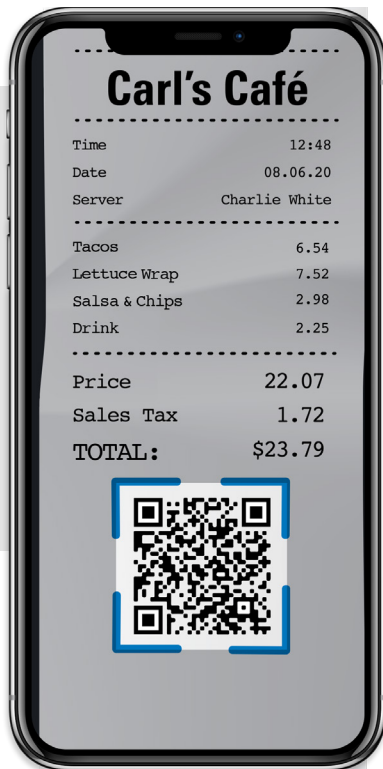 Carl's Café
Time 12:48
Date 08.06.20
Server Charlie White
Tacos 6.54
Lettuce Wrap 7.52
Salsa & Chips 2.98
Drink 2.25
Price 22.07
Sales Tax 1.72
TOTAL: $23.79